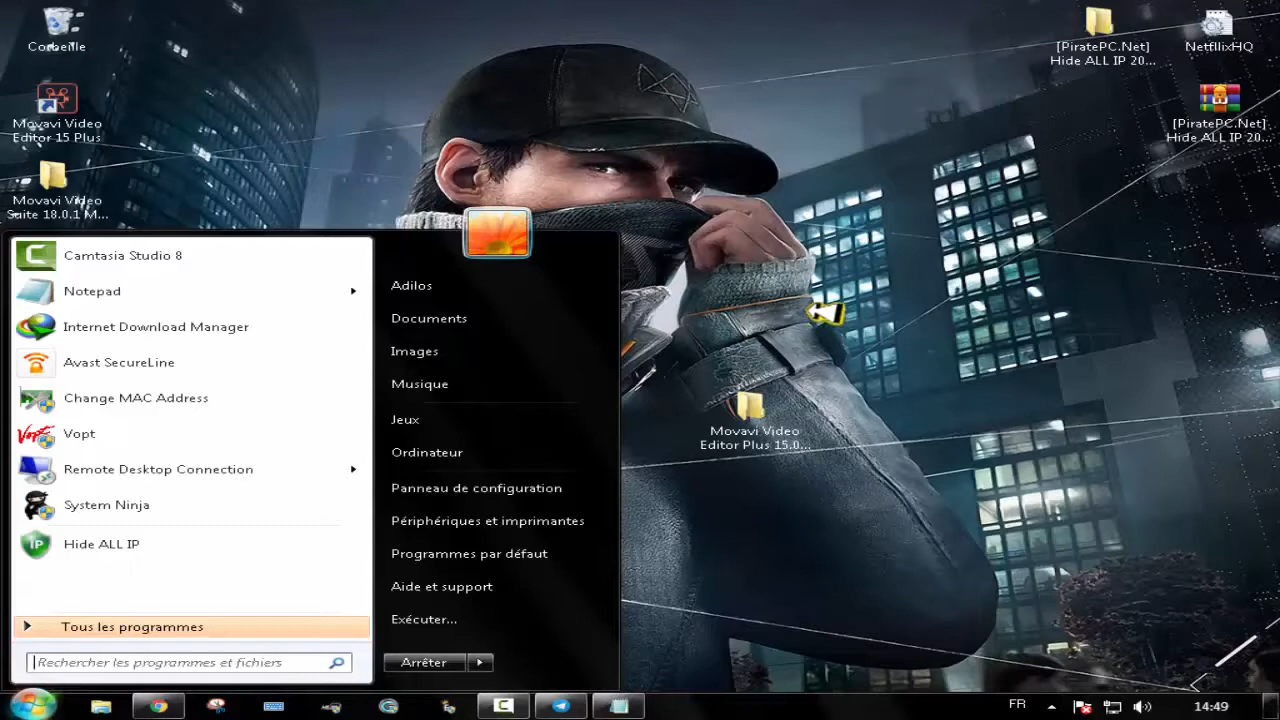 Corbeille
Movavi Video
Editor 15 Plus
Movavi Video
Suite 18.0.1 M...
[PiratePC.Net]
Hide ALL IP 20...
NetflixHQ
[PiratePC.Net]
Hide ALL IP 20...
Movavi Video
Editor Plus 15.0...
Camtasia Studio 8
Notepad
Internet Download Manager
Avast SecureLine
Change MAC Address
Vopt
Remote Desktop Connection
System Ninja
IP
Hide ALL IP
Tous les programmes
Rechercher les programmes et fichiers
Adilos
Documents
Images
Musique
Jeux
Ordinateur
Panneau de configuration
Périphériques et imprimantes
Programmes par défaut
Aide et support
Exécuter...
Arrêter
FR
14:49